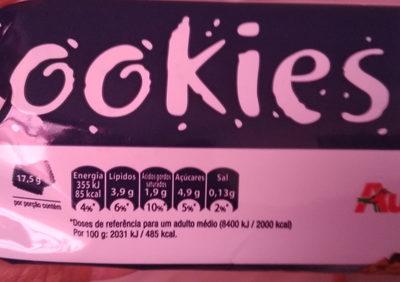 ookies
17,5 g
por porção contém
Energia
355 kJ
85 kcal
4%*
Lípidos
3,9 g
6%*
Ácidos gordos
saturados
1,9 g
10%*
Açúcares
4,9 g
5%*
Sal
0,13g
2%*
Au
*Doses de referência para um adulto médio (8400 kJ / 2000 kcal)
Por 100 g: 2031 kJ / 485 kcal.